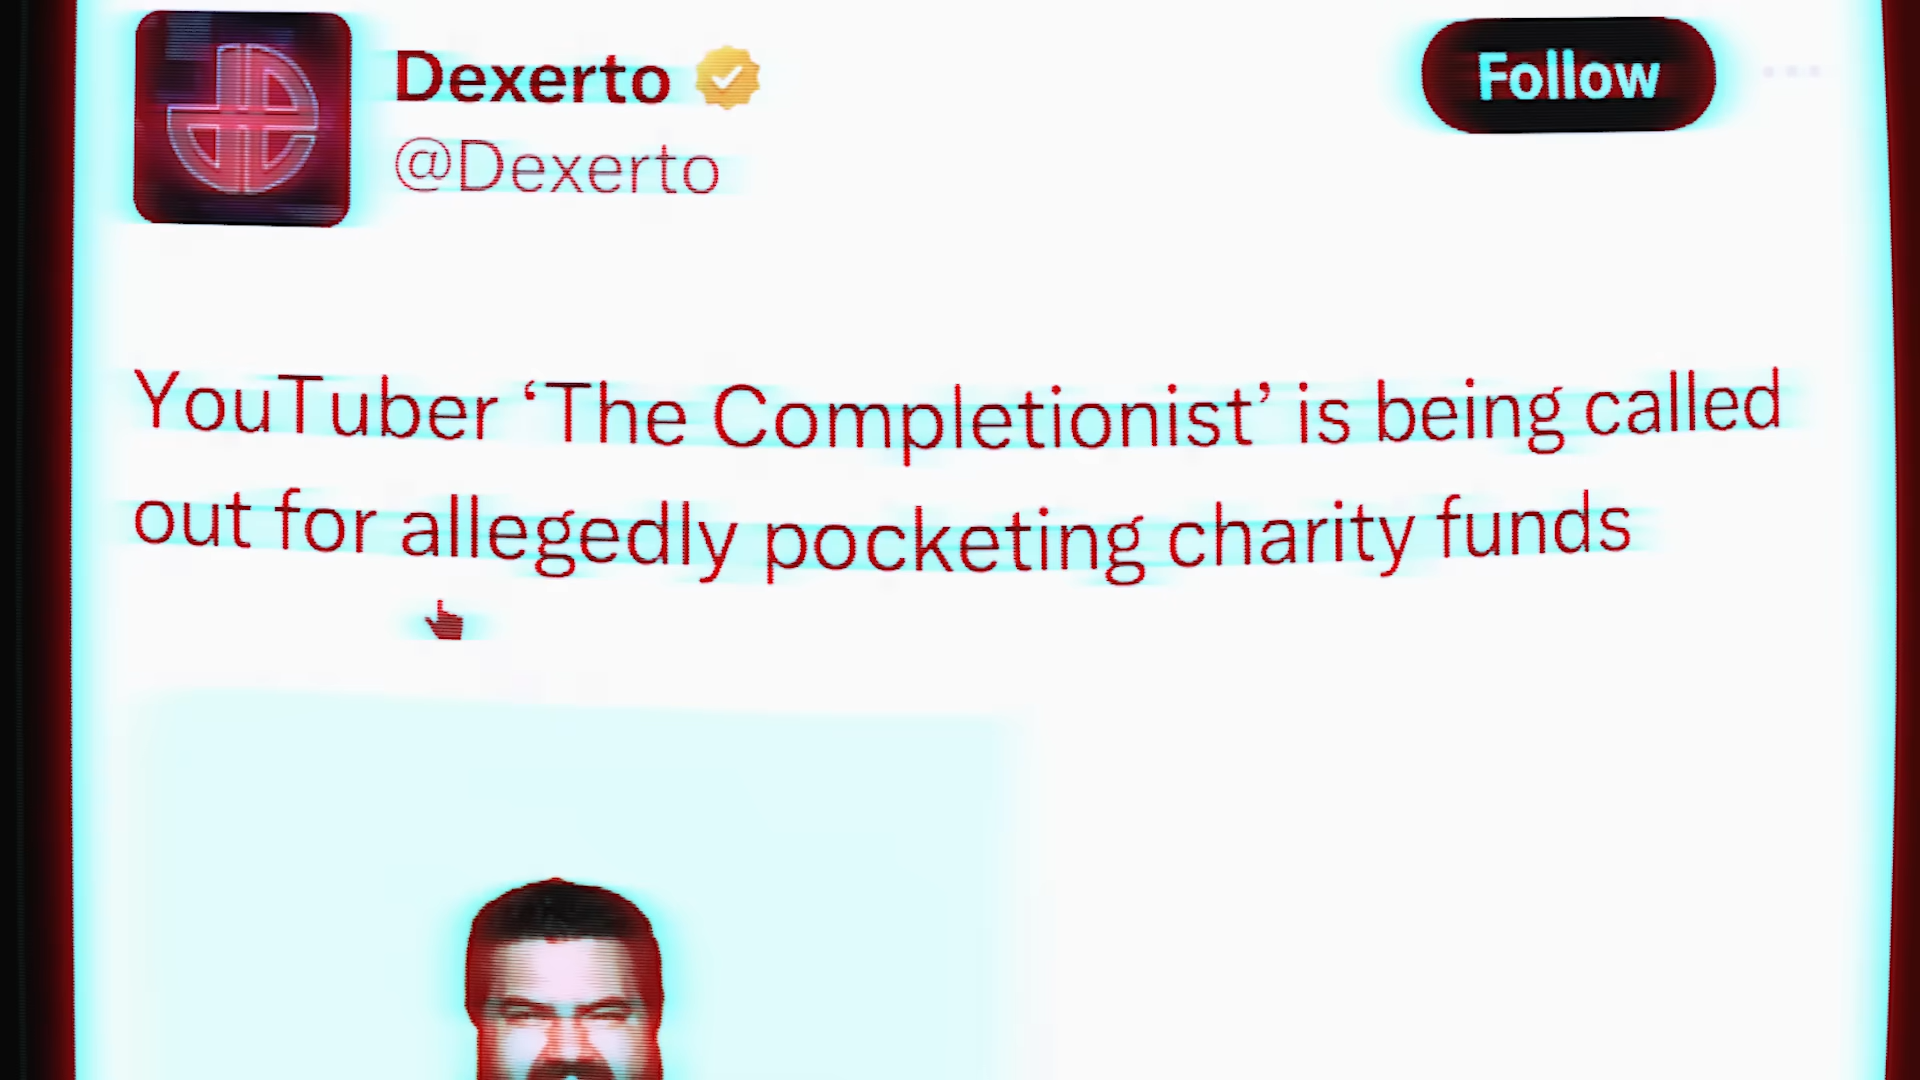 Dexerto
@Dexerto
Follow
YouTuber ‘The Completionist’ is being called
out for allegedly pocketing charity funds